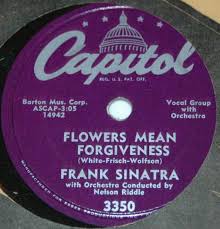 Capitol
REG. U.S. PAT. OFF.
Barton Mus. Corp.
ASCAP-3:05
14942
Vocal Group
with
Orchestra
FLOWERS MEAN
FORGIVENESS
(White-Frisch-Wolfson)
FRANK SINATRA
with Orchestra Conducted by
Nelson Riddle
3350